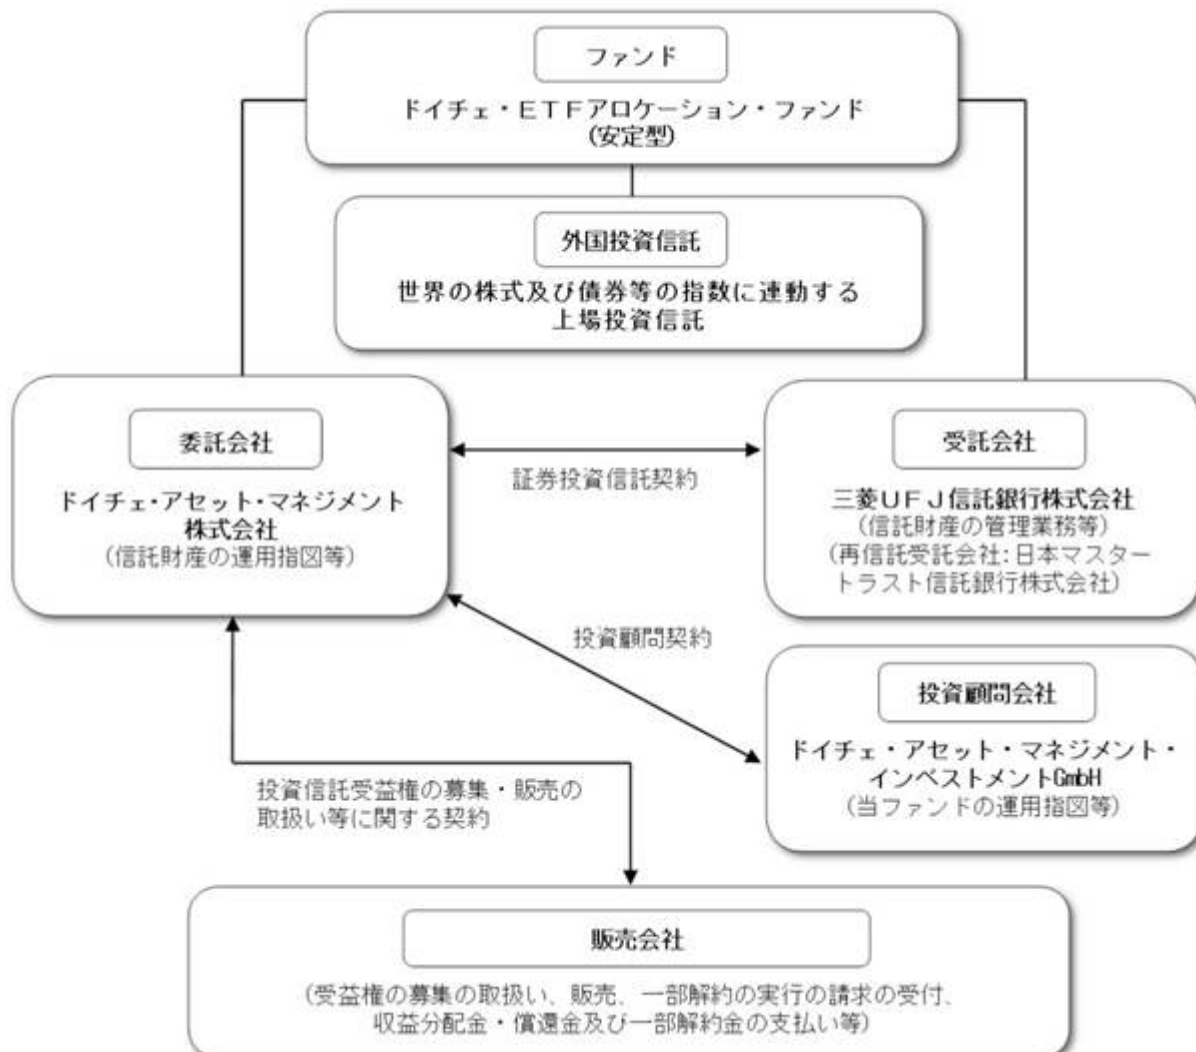 ファンド
ドイチェ・ＥＴＦアロケーション・ファンド
(安定型)
外国投資信託
世界の株式及び債券等の指数に連動する
上場投資信託
委託会社
ドイチェ・アセット・マネジメント
株式会社
（信託財産の運用指図等）
証券投資信託契約
受託会社
三菱ＵＦＪ信託銀行株式会社
（信託財産の管理業務等）
（再信託受託会社:日本マスター
トラスト信託銀行株式会社）
投資顧問契約
投資顧問会社
ドイチェ・アセット・マネジメント・
インベストメントGmbH
（当ファンドの運用指図等）
投資信託受益権の募集・販売の
取扱い等に関する契約
販売会社
（受益権の募集の取扱い、販売、一部解約の実行の請求の受付、
収益分配金・償還金及び一部解約金の支払い等）